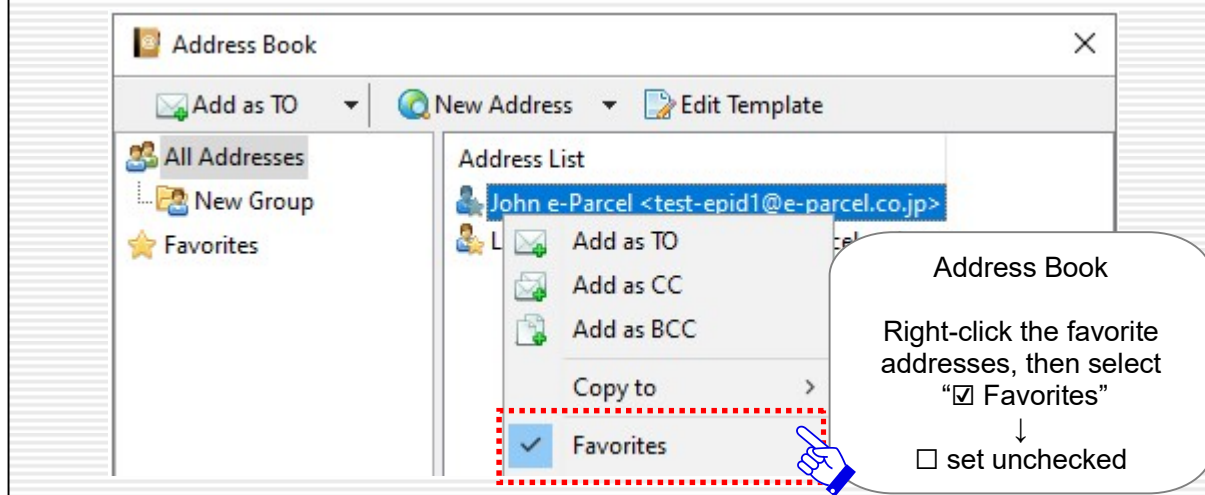 Address Book
Add as TO
New Address
Edit Template
All Addresses
New Group
Favorites
Address List
John e-Parcel <test-epid1@e-parcel.co.jp>
L
Add as TO
Add as CC
Add as BCC
Copy to
Favorites
Address Book
Right-click the favorite
addresses, then select
“☑ Favorites”
↓
☐ set unchecked